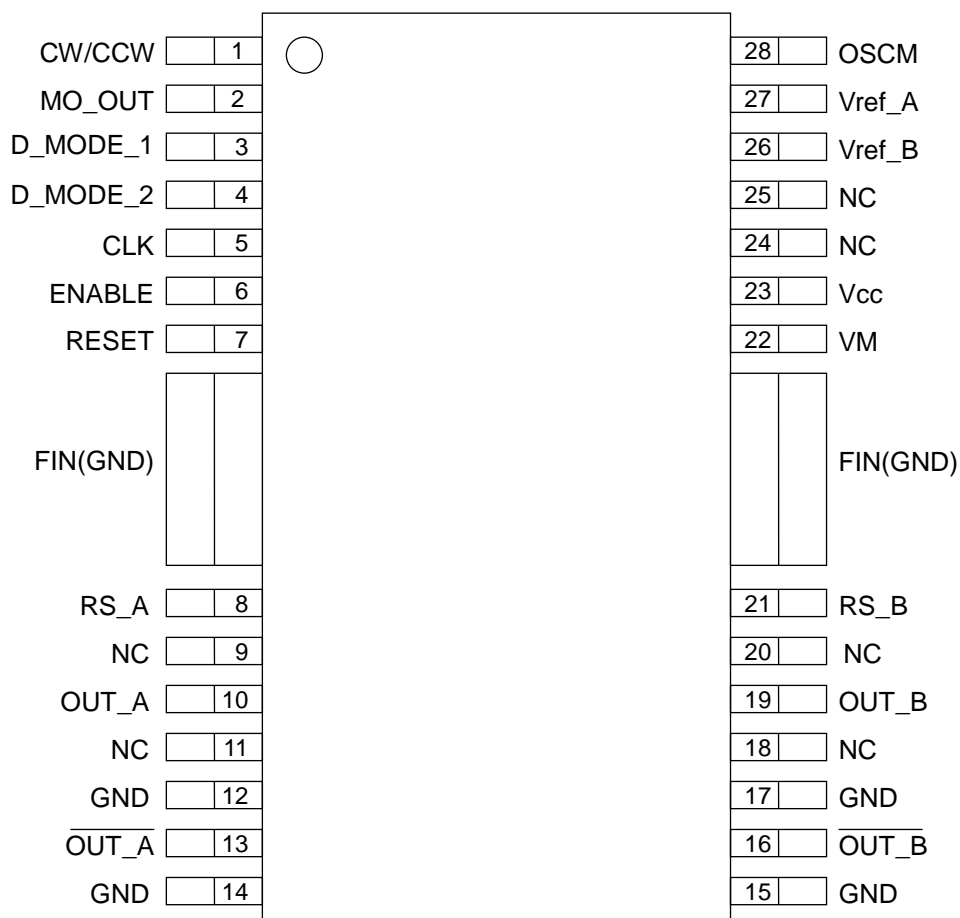 CW/CCW 1 28 OSCM
MO_OUT 2 27 Vref_A
D_MODE_1 3 26 Vref_B
D_MODE_2 4 25 NC
CLK 5 24 NC
ENABLE 6 23 Vcc
RESET 7 22 VM
FIN(GND) FIN(GND)
RS_A 8 21 RS_B
NC 9 20 NC
OUT_A 10 19 OUT_B
NC 11 18 NC
GND 12 17 GND
O̅U̅T̅_̅A̅ 13 16 O̅U̅T̅_̅B̅
GND 14 15 GND